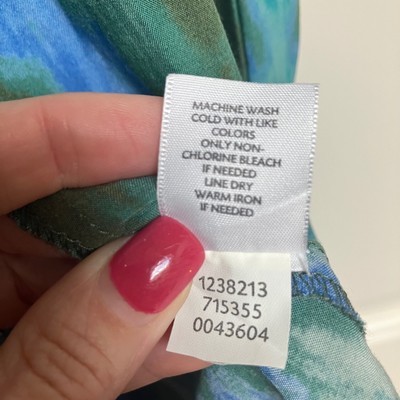 MACHINE WASH
COLD WITH LIKE
COLORS
ONLY NON-
CHLORINE BLEACH
IF NEEDED
LINE DRY
WARM IRON
IF NEEDED
1238213
715355
0043604